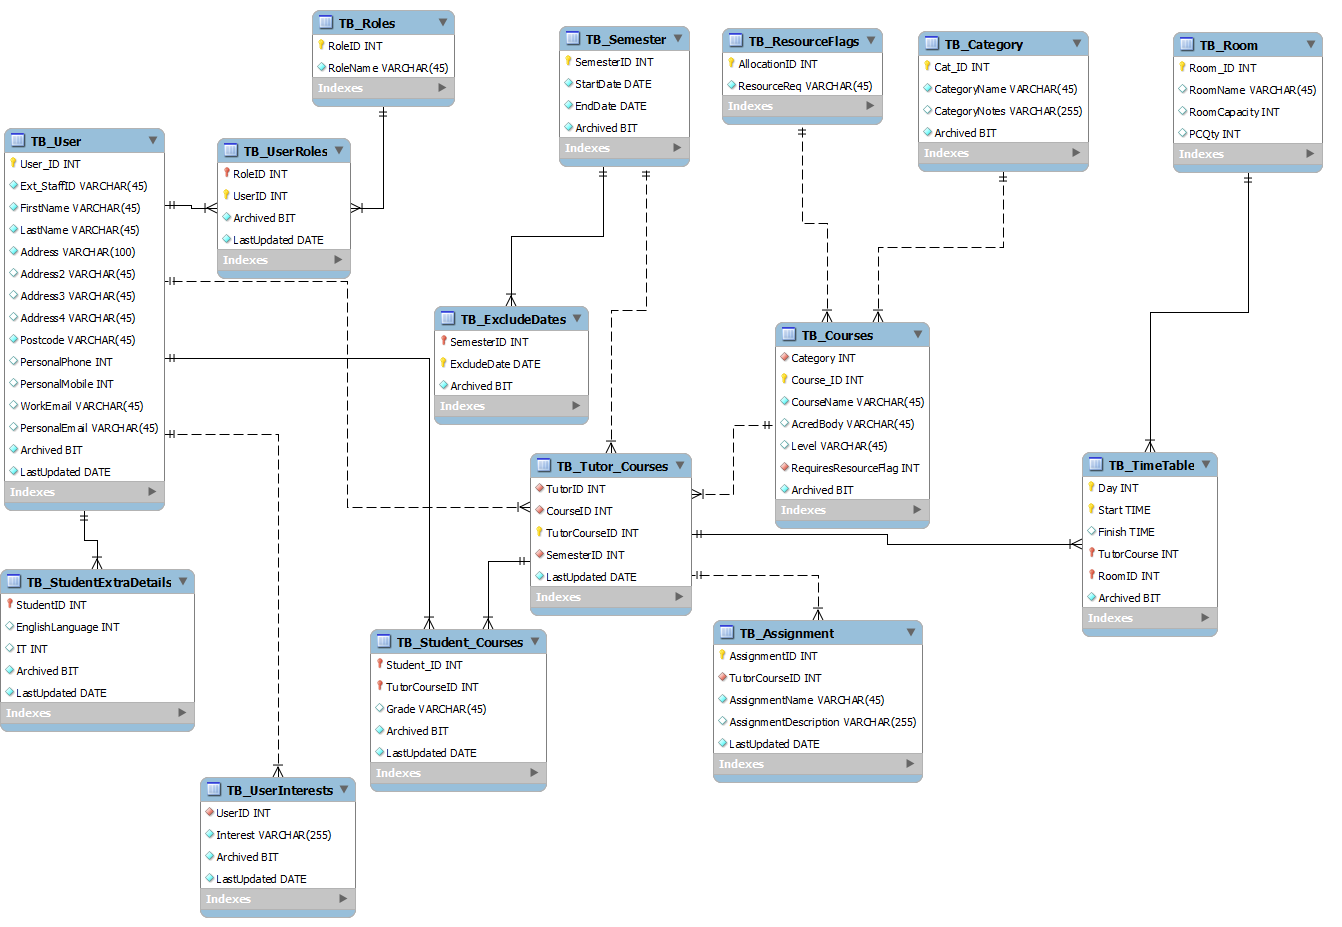 TB_Roles
RoleID INT
RoleName VARCHAR(45)
Indexes
TB_Semester
SemesterID INT
StartDate DATE
EndDate DATE
Archived BIT
Indexes
TB_ResourceFlags
AllocationID INT
ResourceReq VARCHAR(45)
Indexes
TB_Category
Cat_ID INT
CategoryName VARCHAR(45)
CategoryNotes VARCHAR(255)
Archived BIT
Indexes
TB_Room
Room_ID INT
RoomName VARCHAR(45)
RoomCapacity INT
PCQty INT
Indexes
TB_User
User_ID INT
Ext_StaffID VARCHAR(45)
FirstName VARCHAR(45)
LastName VARCHAR(45)
Address VARCHAR(100)
Address2 VARCHAR(45)
Address3 VARCHAR(45)
Address4 VARCHAR(45)
Postcode VARCHAR(45)
PersonalPhone INT
PersonalMobile INT
WorkEmail VARCHAR(45)
PersonalEmail VARCHAR(45)
Archived BIT
LastUpdated DATE
Indexes
TB_UserRoles
RoleID INT
UserID INT
Archived BIT
LastUpdated DATE
Indexes
TB_ExcludeDates
SemesterID INT
ExcludeDate DATE
Archived BIT
Indexes
TB_Courses
Category INT
Course_ID INT
CourseName VARCHAR(45)
AcredBody VARCHAR(45)
Level VARCHAR(45)
RequiresResourceFlag INT
Archived BIT
Indexes
TB_Tutor_Courses
TutorID INT
CourseID INT
TutorCourseID INT
SemesterID INT
LastUpdated DATE
Indexes
TB_TimeTable
Day INT
Start TIME
Finish TIME
TutorCourse INT
RoomID INT
Archived BIT
Indexes
TB_StudentExtraDetails
StudentID INT
EnglishLanguage INT
IT INT
Archived BIT
LastUpdated DATE
Indexes
TB_Student_Courses
Student_ID INT
TutorCourseID INT
Grade VARCHAR(45)
Archived BIT
LastUpdated DATE
Indexes
TB_Assignment
AssignmentID INT
TutorCourseID INT
AssignmentName VARCHAR(45)
AssignmentDescription VARCHAR(255)
LastUpdated DATE
Indexes
TB_UserInterests
UserID INT
Interest VARCHAR(255)
Archived BIT
LastUpdated DATE
Indexes